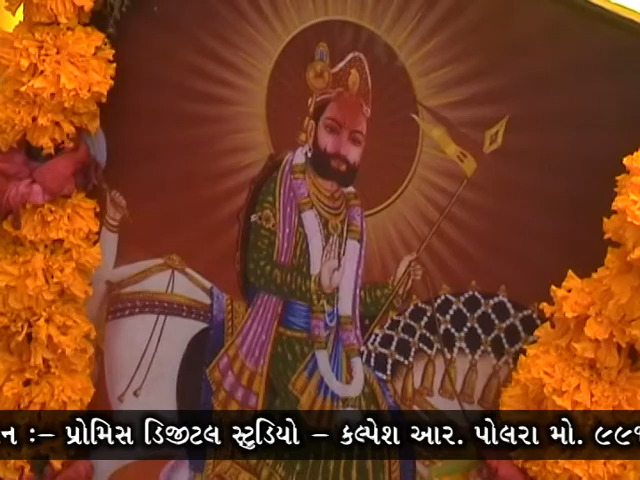 ન :– પ્રોમિસ ડિજીટલ સ્ટુડિયો – કલ્પેશ આર. પોલરા મો. ૯૯